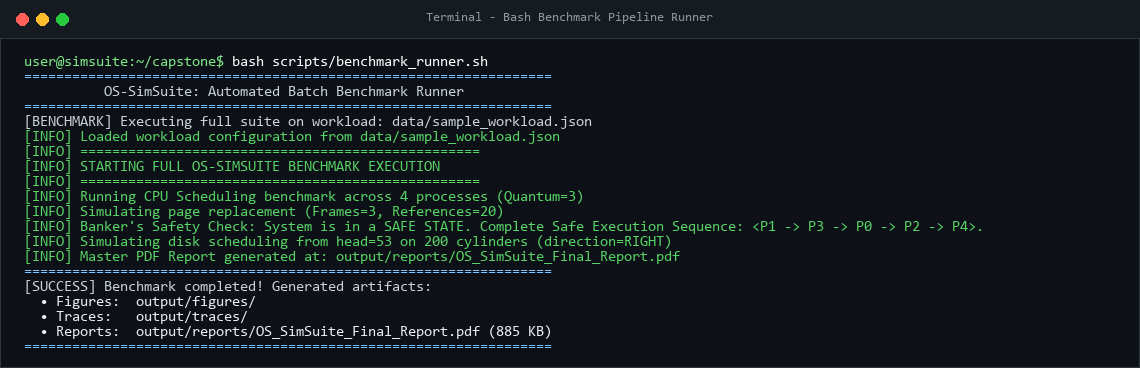 Terminal - Bash Benchmark Pipeline Runner
user@simsuite:~/capstone$ bash scripts/benchmark_runner.sh
==================================================================
OS-SimSuite: Automated Batch Benchmark Runner
==================================================================
[BENCHMARK] Executing full suite on workload: data/sample_workload.json
[INFO] Loaded workload configuration from data/sample_workload.json
[INFO] ==================================================
[INFO] STARTING FULL OS-SIMSUITE BENCHMARK EXECUTION
[INFO] ==================================================
[INFO] Running CPU Scheduling benchmark across 4 processes (Quantum=3)
[INFO] Simulating page replacement (Frames=3, References=20)
[INFO] Banker's Safety Check: System is in a SAFE STATE. Complete Safe Execution Sequence: <P1 -> P3 -> P0 -> P2 -> P4>.
[INFO] Simulating disk scheduling from head=53 on 200 cylinders (direction=RIGHT)
[INFO] Master PDF Report generated at: output/reports/OS_SimSuite_Final_Report.pdf
==================================================================
[SUCCESS] Benchmark completed! Generated artifacts:
• Figures: output/figures/
• Traces: output/traces/
• Reports: output/reports/OS_SimSuite_Final_Report.pdf (885 KB)
==================================================================